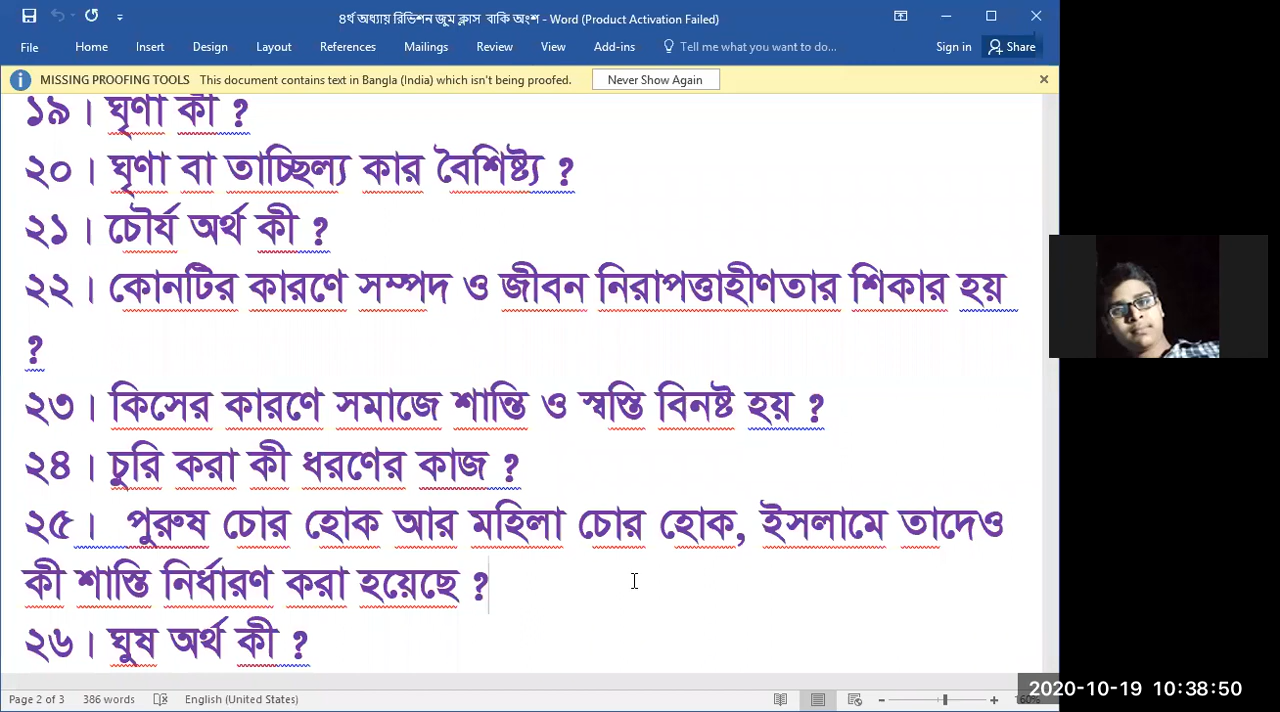 ৪র্থ অধ্যায় রিভিশন জুম ক্লাস বাকি অংশ - Word (Product Activation Failed)
File Home Insert Design Layout References Mailings Review View Add-ins Tell me what you want to do... Sign in Share
MISSING PROOFING TOOLS This document contains text in Bangla (India) which isn't being proofed. Never Show Again
১৯। ঘৃণা কী ?
২০। ঘৃণা বা তাচ্ছিল্য কার বৈশিষ্ট্য ?
২১। চৌর্য অর্থ কী ?
২২। কোনটির কারণে সম্পদ ও জীবন নিরাপত্তাহীণতার শিকার হয়
?
২৩। কিসের কারণে সমাজে শান্তি ও স্বস্তি বিনষ্ট হয় ?
২৪। চুরি করা কী ধরণের কাজ ?
২৫। পুরুষ চোর হোক আর মহিলা চোর হোক, ইসলামে তাদেও
কী শাস্তি নির্ধারণ করা হয়েছে ?
২৬। ঘুষ অর্থ কী ?
Page 2 of 3 386 words English (United States)
2020-10-19 10:38:50